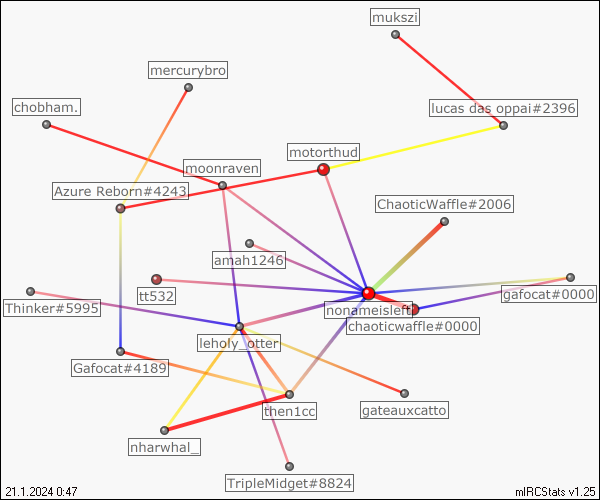 mukszi
mercurybro
chobham.
lucas das oppai#2396
motorthud
moonraven
Azure Reborn#4243
ChaoticWaffle#2006
amah1246
tt532
gafocat#0000
Thinker#5995
nonameisleft
chaoticwaffle#0000
leholy_otter
Gafocat#4189
then1cc
gateauxcatto
nharwhal_
TripleMidget#8824
21.1.2024 0:47
mIRCStats v1.25